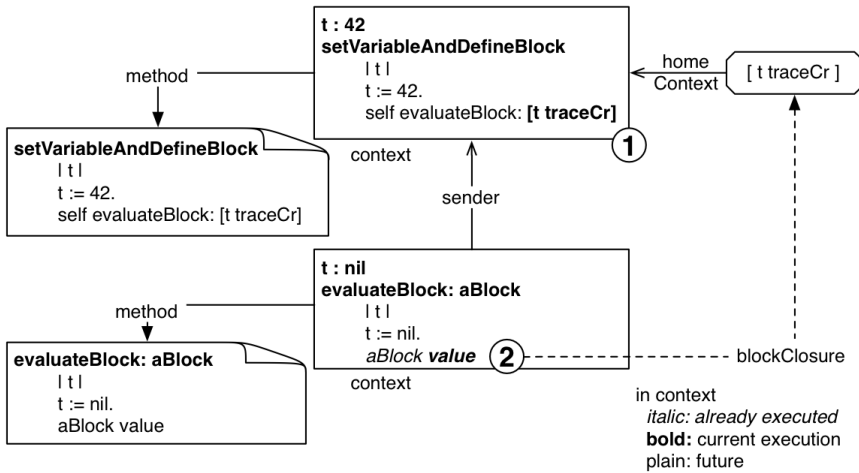 t : 42
setVariableAndDefineBlock
| t |
t := 42.
self evaluateBlock: [t traceCr]
1
context
method
home
Context
[ t traceCr ]
setVariableAndDefineBlock
| t |
t := 42.
self evaluateBlock: [t traceCr]
sender
t : nil
evaluateBlock: aBlock
| t |
t := nil.
aBlock value
2
context
method
evaluateBlock: aBlock
| t |
t := nil.
aBlock value
blockClosure
in context
italic: already executed
bold: current execution
plain: future